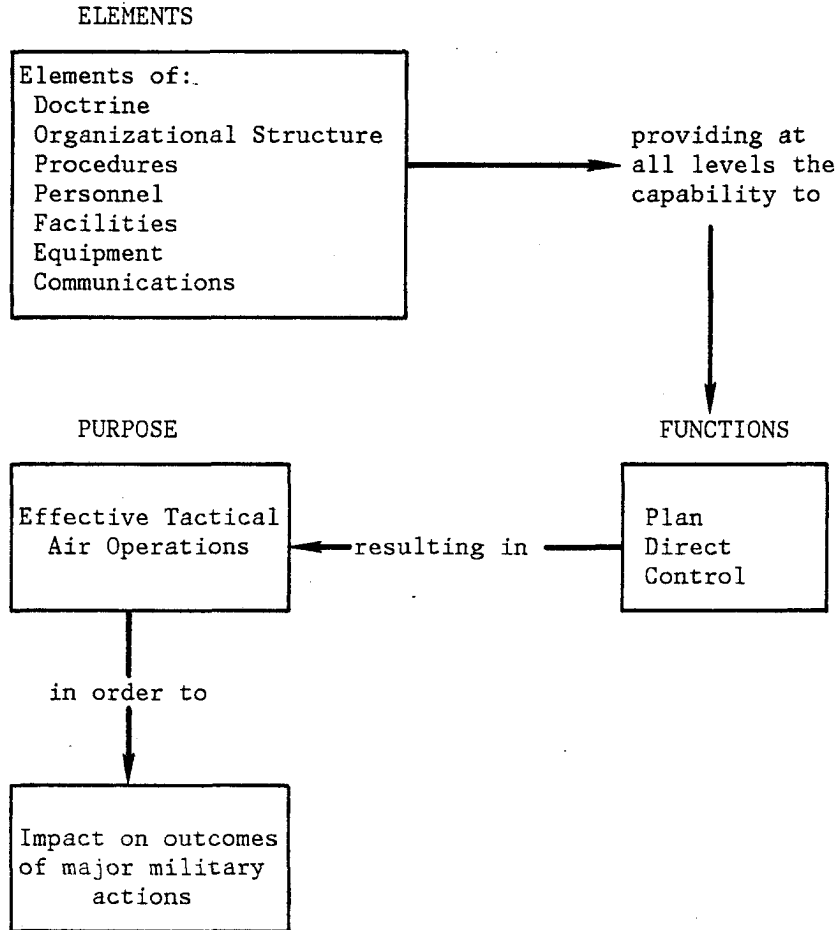 ELEMENTS
Elements of:
Doctrine
Organizational Structure
Procedures
Personnel
Facilities
Equipment
Communications
providing at
all levels the
capability to
PURPOSE
FUNCTIONS
Effective Tactical
Air Operations
resulting in
Plan
Direct
Control
in order to
Impact on outcomes
of major military
actions